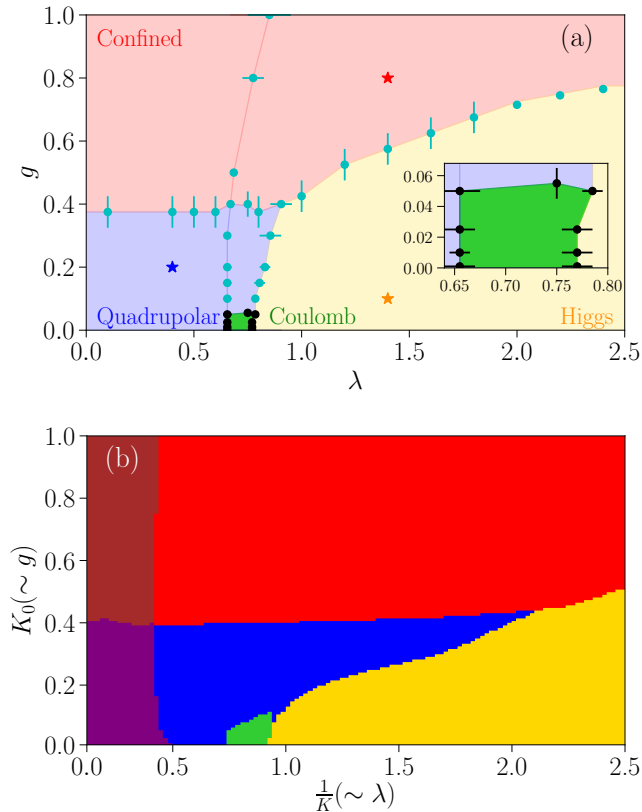 1.0
Confined
(a)
0.8
0.6
g
0.4
0.2
0.0
Quadrupolar
Coulomb
Higgs
0.06
0.04
0.02
0.00
0.65 0.70 0.75 0.80
0.0 0.5 1.0 1.5 2.0 2.5
λ
1.0
(b)
0.8
0.6
K₀(∼ g)
0.4
0.2
0.0
0.0 0.5 1.0 1.5 2.0 2.5
1/K(∼ λ)